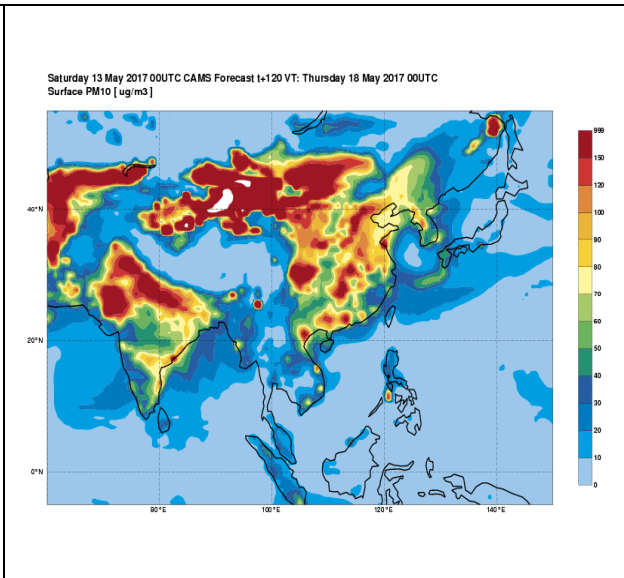 Saturday 13 May 2017 00UTC CAMS Forecast t+120 VT: Thursday 18 May 2017 00UTC
Surface PM10 [ ug/m3 ]
999
150
120
100
90
80
70
60
50
40
30
20
10
0
40°N
20°N
0°N
80°E
100°E
120°E
140°E